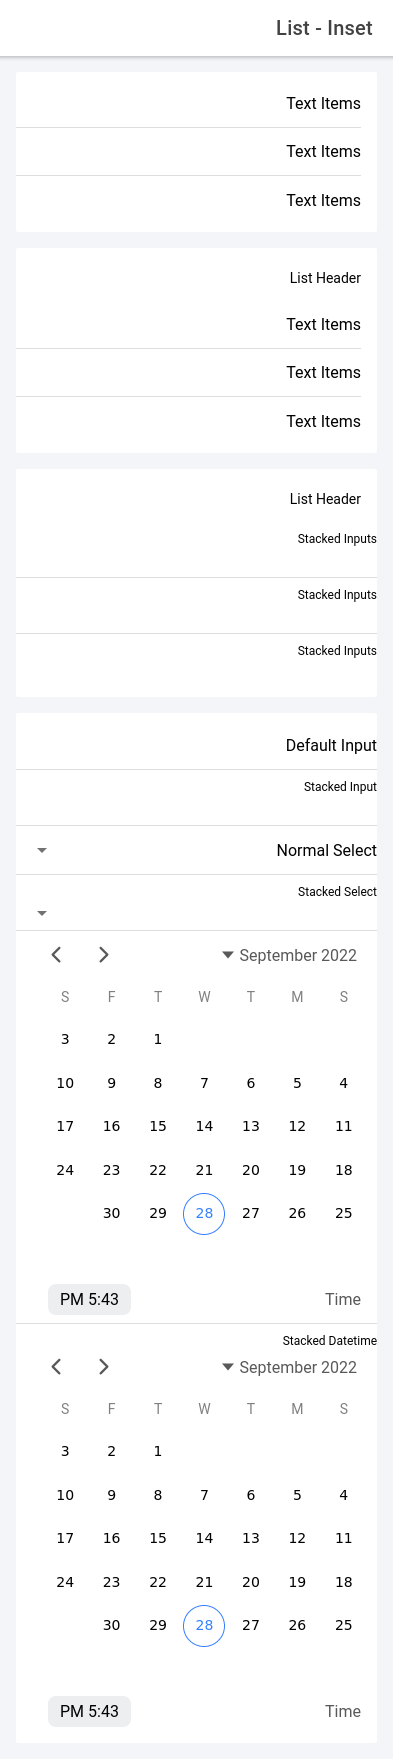 List - Inset
Text Items
Text Items
Text Items
List Header
Text Items
Text Items
Text Items
List Header
Stacked Inputs
Stacked Inputs
Stacked Inputs
Default Input
Stacked Input
Normal Select
Stacked Select
September 2022
S F T W T M S
3 2 1
10 9 8 7 6 5 4
17 16 15 14 13 12 11
24 23 22 21 20 19 18
30 29 28 27 26 25
PM 5:43 Time
Stacked Datetime
September 2022
S F T W T M S
3 2 1
10 9 8 7 6 5 4
17 16 15 14 13 12 11
24 23 22 21 20 19 18
30 29 28 27 26 25
PM 5:43 Time